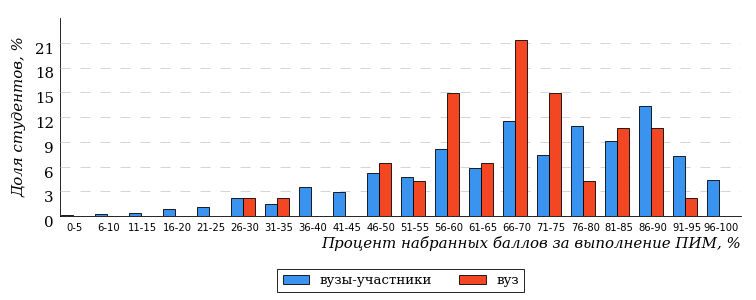 Доля студентов, %
21
18
15
12
9
6
3
0
0-5 6-10 11-15 16-20 21-25 26-30 31-35 36-40 41-45 46-50 51-55 56-60 61-65 66-70 71-75 76-80 81-85 86-90 91-95 96-100
Процент набранных баллов за выполнение ПИМ, %
вузы-участники вуз